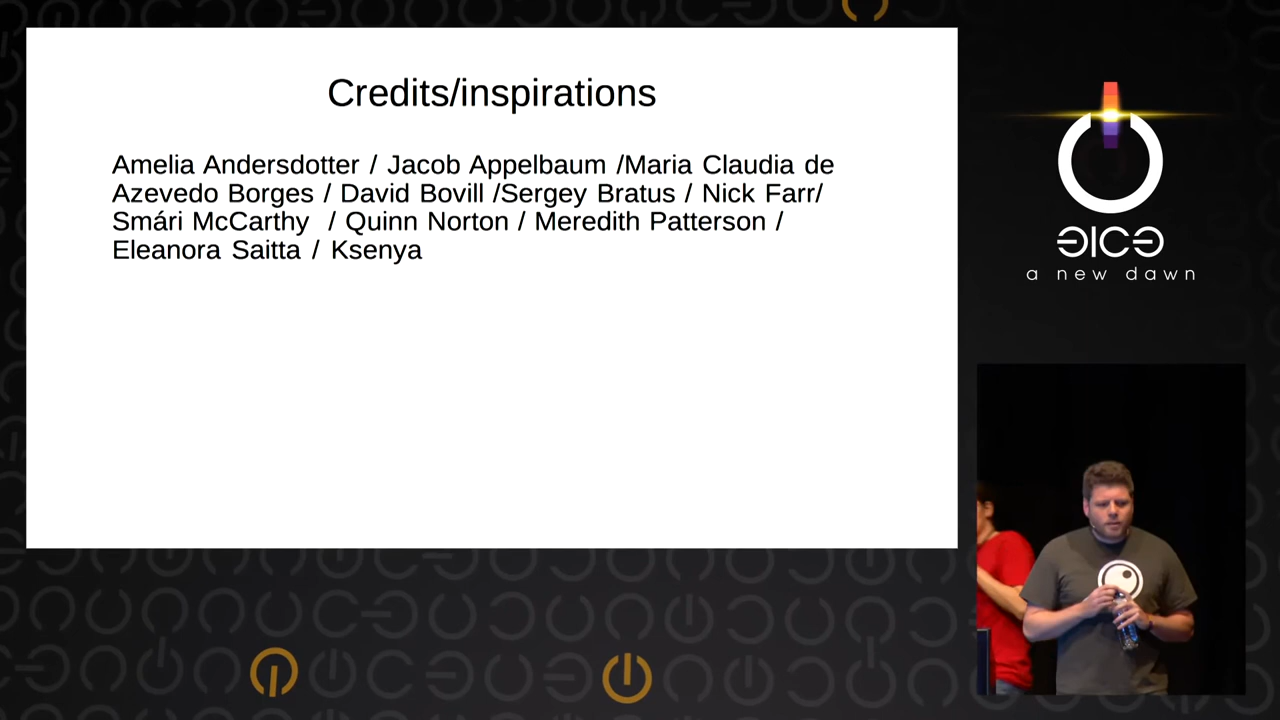 Credits/inspirations
Amelia Andersdotter / Jacob Appelbaum /Maria Claudia de
Azevedo Borges / David Bovill /Sergey Bratus / Nick Farr/
Smári McCarthy  / Quinn Norton / Meredith Patterson /
Eleanora Saitta / Ksenya
a new dawn